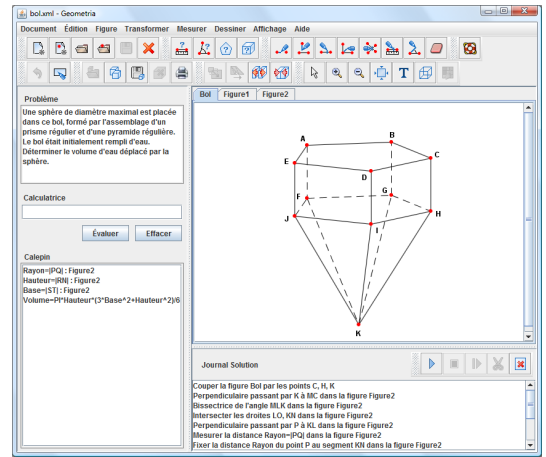 bol.xml - Geometria
Document Édition Figure Transformer Mesurer Dessiner Affichage Aide
Problème
Une sphère de diamètre maximal est placée
dans ce bol, formé par l'assemblage d'un
prisme régulier et d'une pyramide régulière.
Le bol était initialement rempli d'eau.
Déterminer le volume d'eau déplacé par la
sphère.
Calculatrice
Évaluer Effacer
Calepin
Rayon=|PQ| : Figure2
Hauteur=|RN| : Figure2
Base=|ST| : Figure2
Volume=PI*Hauteur*(3*Base^2+Hauteur^2)/6
Bol Figure1 Figure2
A
B
C
E
D
F
G
J
I
H
K
Journal Solution
Couper la figure Bol par les points C, H, K
Perpendiculaire passant par K à MC dans la figure Figure2
Bissectrice de l'angle MLK dans la figure Figure2
Intersecter les droites LO, KN dans la figure Figure2
Perpendiculaire passant par P à KL dans la figure Figure2
Mesurer la distance Rayon=|PQ| dans la figure Figure2
Fixer la distance Rayon du point P au segment KN dans la figure Figure2